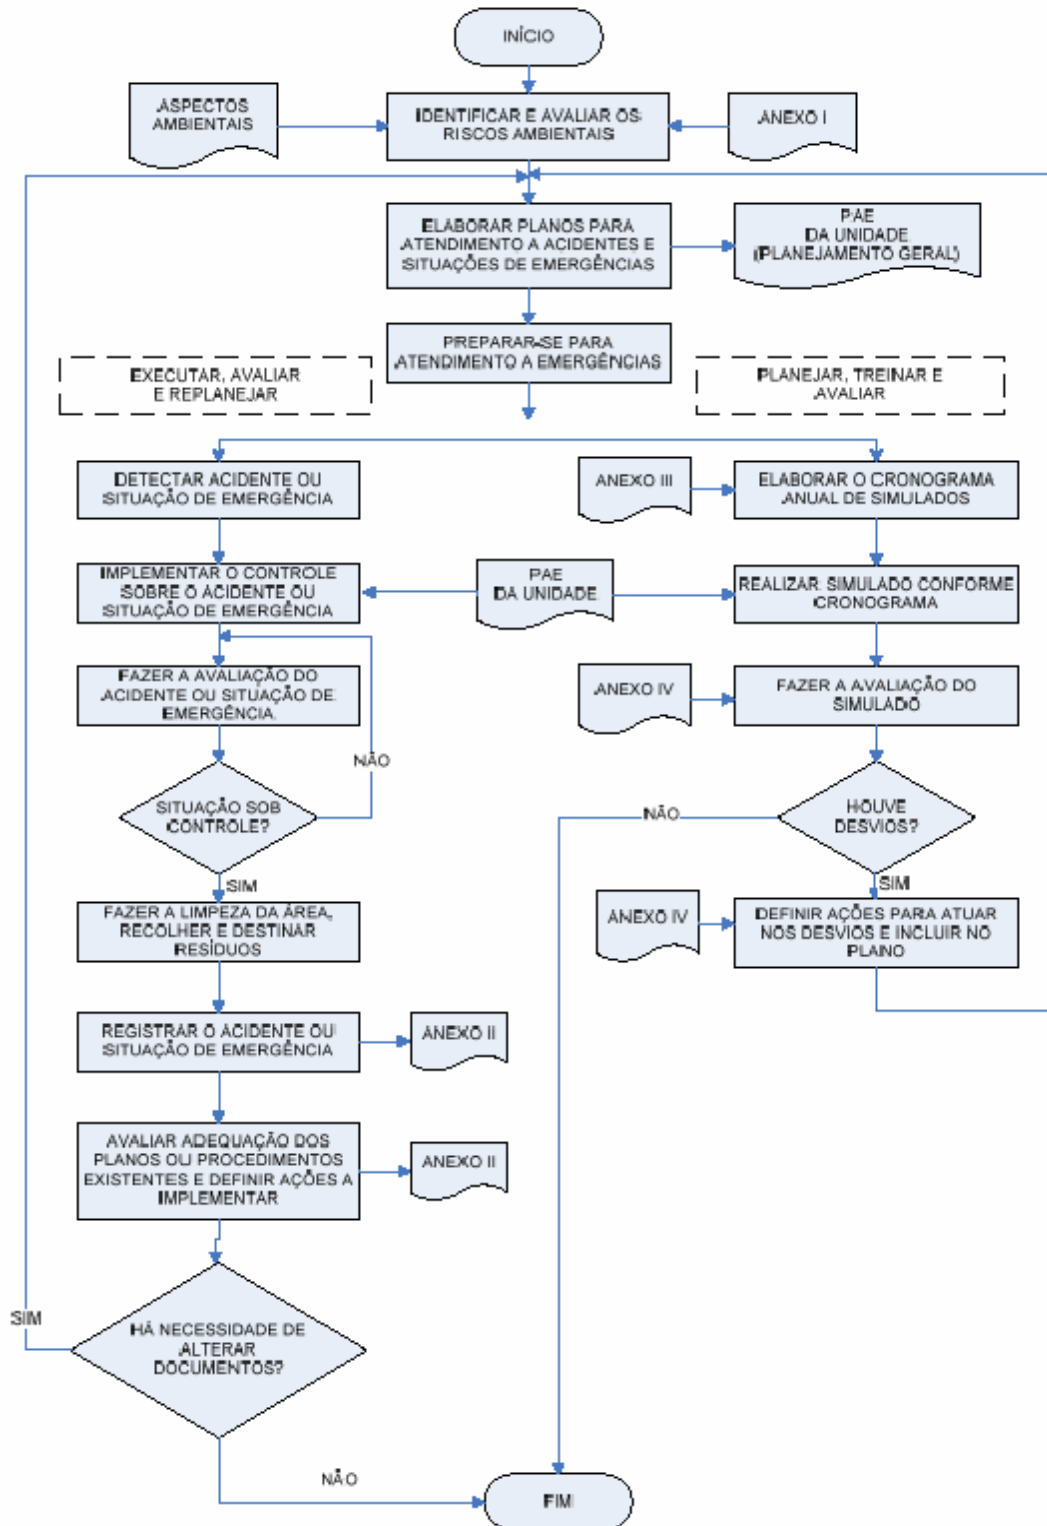 INÍCIO
ASPECTOS
AMBIENTAIS
IDENTIFICAR E AVALIAR OS
RISCOS AMBIENTAIS
ANEXO I
ELABORAR PLANOS PARA
ATENDIMENTO A ACIDENTES E
SITUAÇÕES DE EMERGÊNCIAS
PAE
DA UNIDADE
(PLANEJAMENTO GERAL)
PREPARAR-SE PARA
ATENDIMENTO A EMERGÊNCIAS
EXECUTAR, AVALIAR
E REPLANEJAR
PLANEJAR, TREINAR E
AVALIAR
DETECTAR ACIDENTE OU
SITUAÇÃO DE EMERGÊNCIA
ANEXO III
ELABORAR O CRONOGRAMA
ANUAL DE SIMULADOS
IMPLEMENTAR O CONTROLE
SOBRE O ACIDENTE OU
SITUAÇÃO DE EMERGÊNCIA
PAE
DA UNIDADE
REALIZAR SIMULADO CONFORME
CRONOGRAMA
FAZER A AVALIAÇÃO DO
ACIDENTE OU SITUAÇÃO DE
EMERGÊNCIA.
ANEXO IV
FAZER A AVALIAÇÃO DO
SIMULADO
NÃO
SITUAÇÃO SOB
CONTROLE?
NÃO
HOUVE
DESVIOS?
SIM
SIM
FAZER A LIMPEZA DA ÁREA,
RECOLHER E DESTINAR
RESÍDUOS
ANEXO IV
DEFINIR AÇÕES PARA ATUAR
NOS DESVIOS E INCLUIR NO
PLANO
REGISTRAR O ACIDENTE OU
SITUAÇÃO DE EMERGÊNCIA
ANEXO II
AVALIAR ADEQUAÇÃO DOS
PLANOS OU PROCEDIMENTOS
EXISTENTES E DEFINIR AÇÕES A
IMPLEMENTAR
ANEXO II
SIM
HÁ NECESSIDADE DE
ALTERAR
DOCUMENTOS?
NÃO
FIM